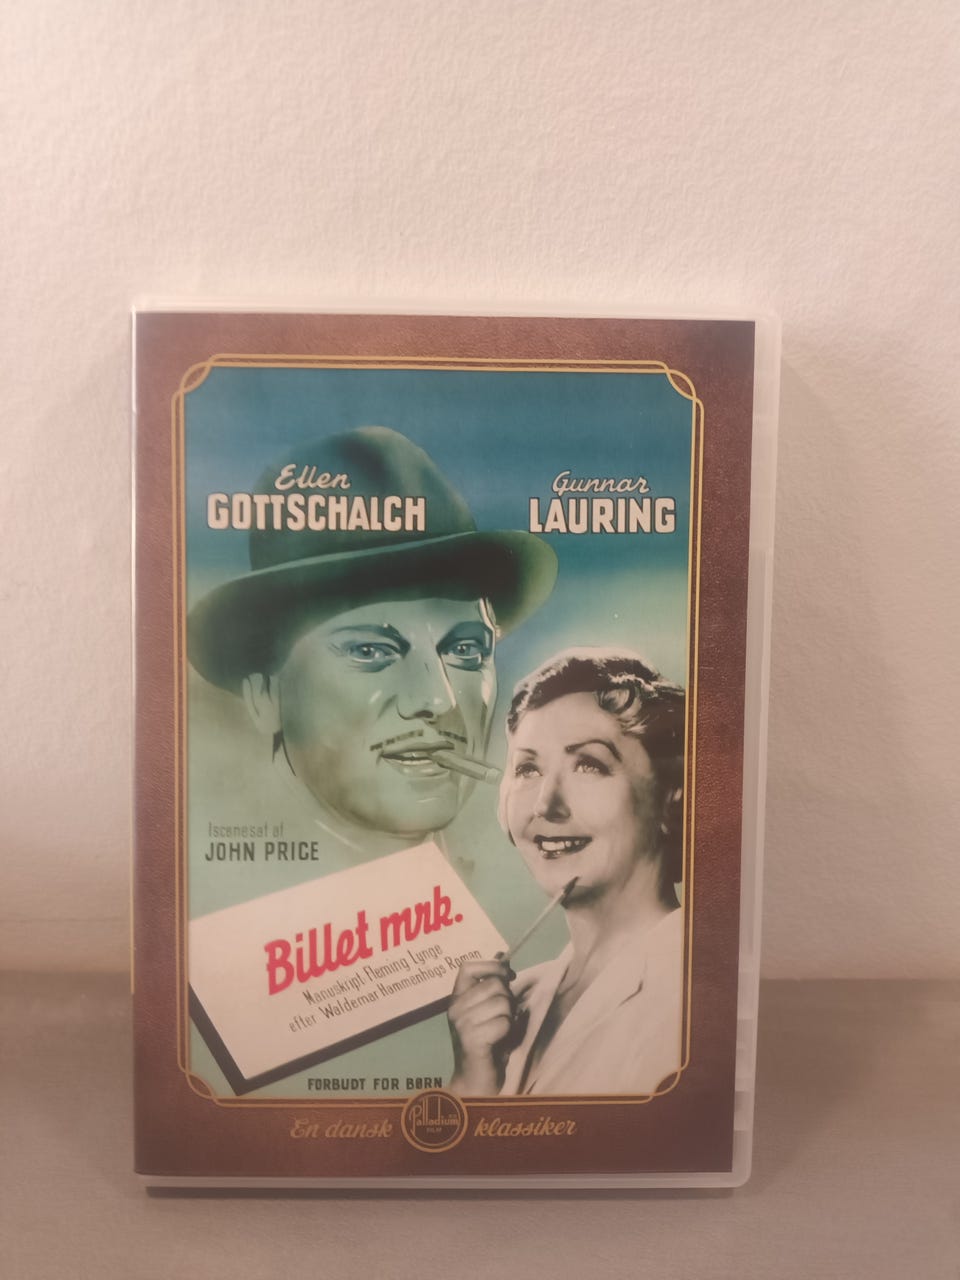 Ellen
GOTTSCHALCH
Gunnar
LAURING
Iscenesat af
JOHN PRICE
Billet mrk.
Manuskript Fleming Lynge
efter Waldemar Hammenhögs Roman
FORBUDT FOR BØRN
En dansk
Palladium
FILM
klassiker